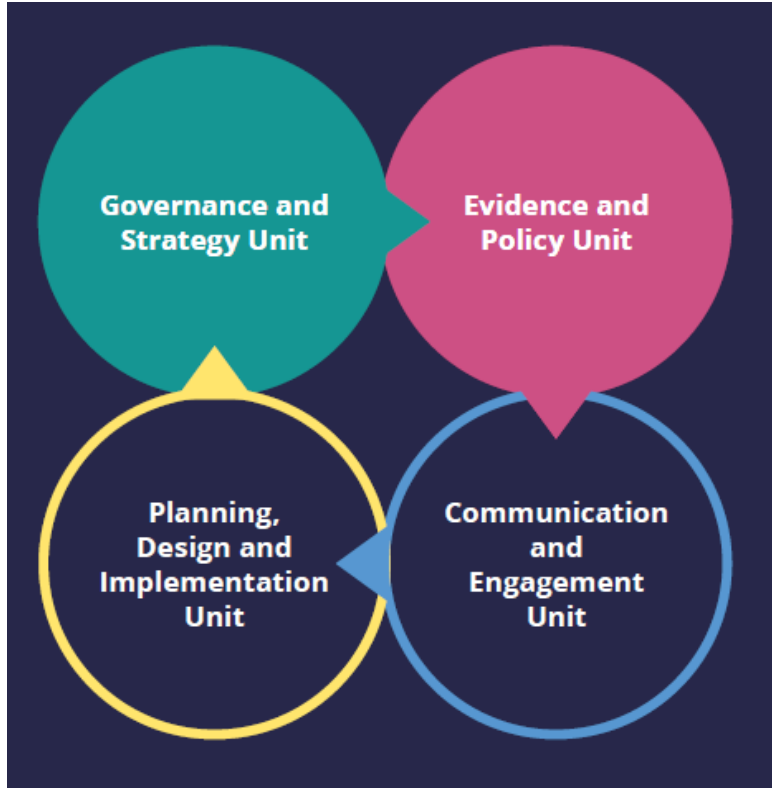 Governance and
Strategy Unit
Evidence and
Policy Unit
Planning,
Design and
Implementation
Unit
Communication
and
Engagement
Unit